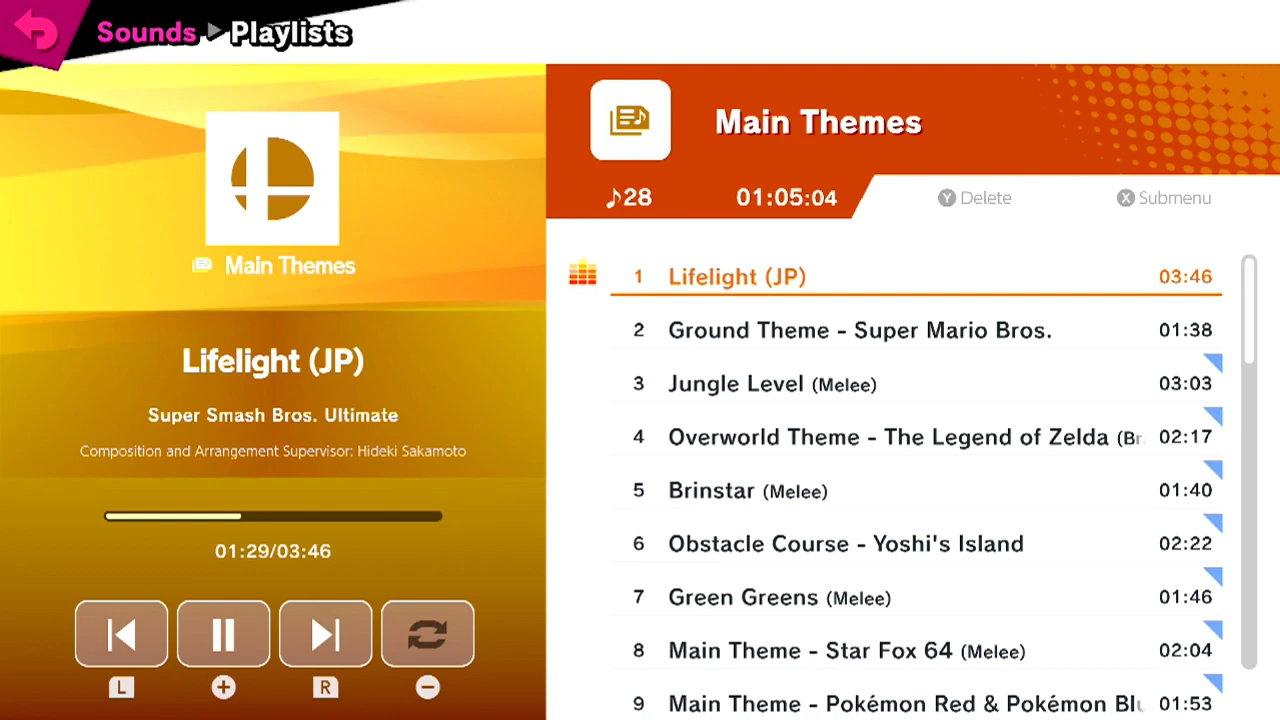 Sounds ▶ Playlists
Main Themes
Lifelight (JP)
Super Smash Bros. Ultimate
Composition and Arrangement Supervisor: Hideki Sakamoto
01:29/03:46
L + R −
Main Themes
♪28 01:05:04
Y Delete X Submenu
1 Lifelight (JP) 03:46
2 Ground Theme - Super Mario Bros. 01:38
3 Jungle Level (Melee) 03:03
4 Overworld Theme - The Legend of Zelda (Br 02:17
5 Brinstar (Melee) 01:40
6 Obstacle Course - Yoshi's Island 02:22
7 Green Greens (Melee) 01:46
8 Main Theme - Star Fox 64 (Melee) 02:04
9 Main Theme - Pokémon Red & Pokémon Blu 01:53